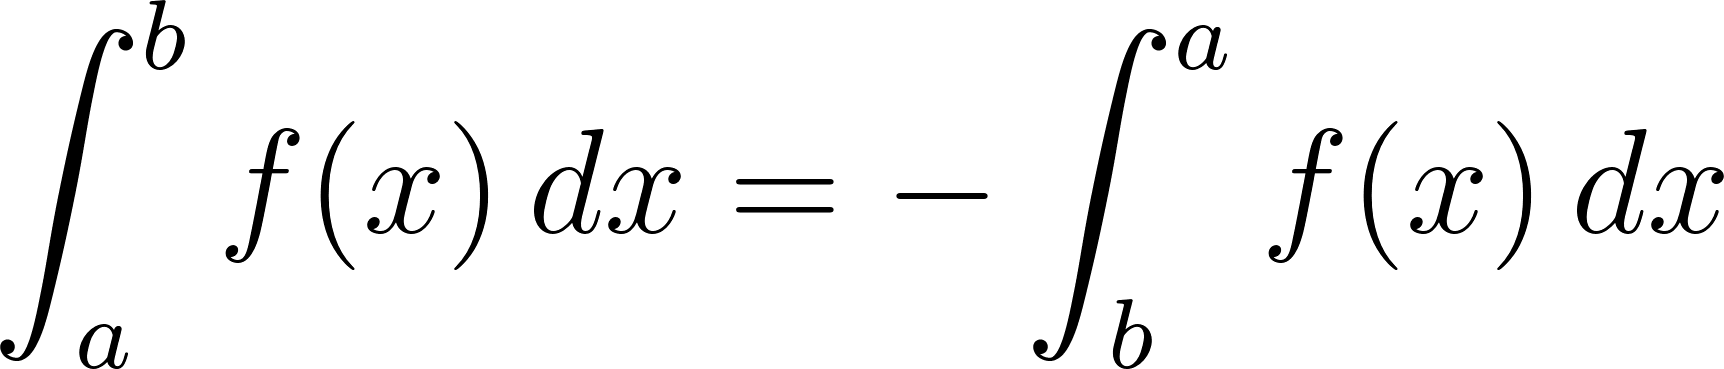 ∫_a^b f(x) dx = − ∫_b^a f(x) dx